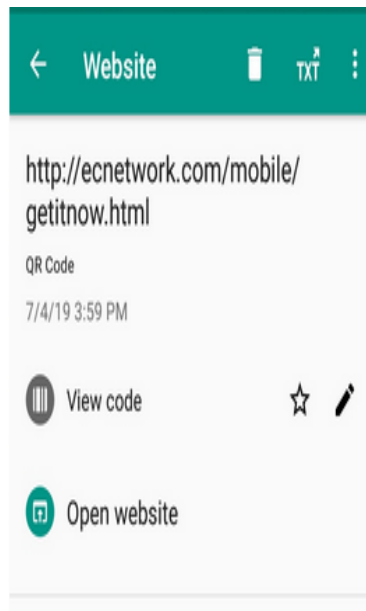 Website
TXT
http://ecnetwork.com/mobile/
getitnow.html
QR Code
7/4/19 3:59 PM
View code
Open website